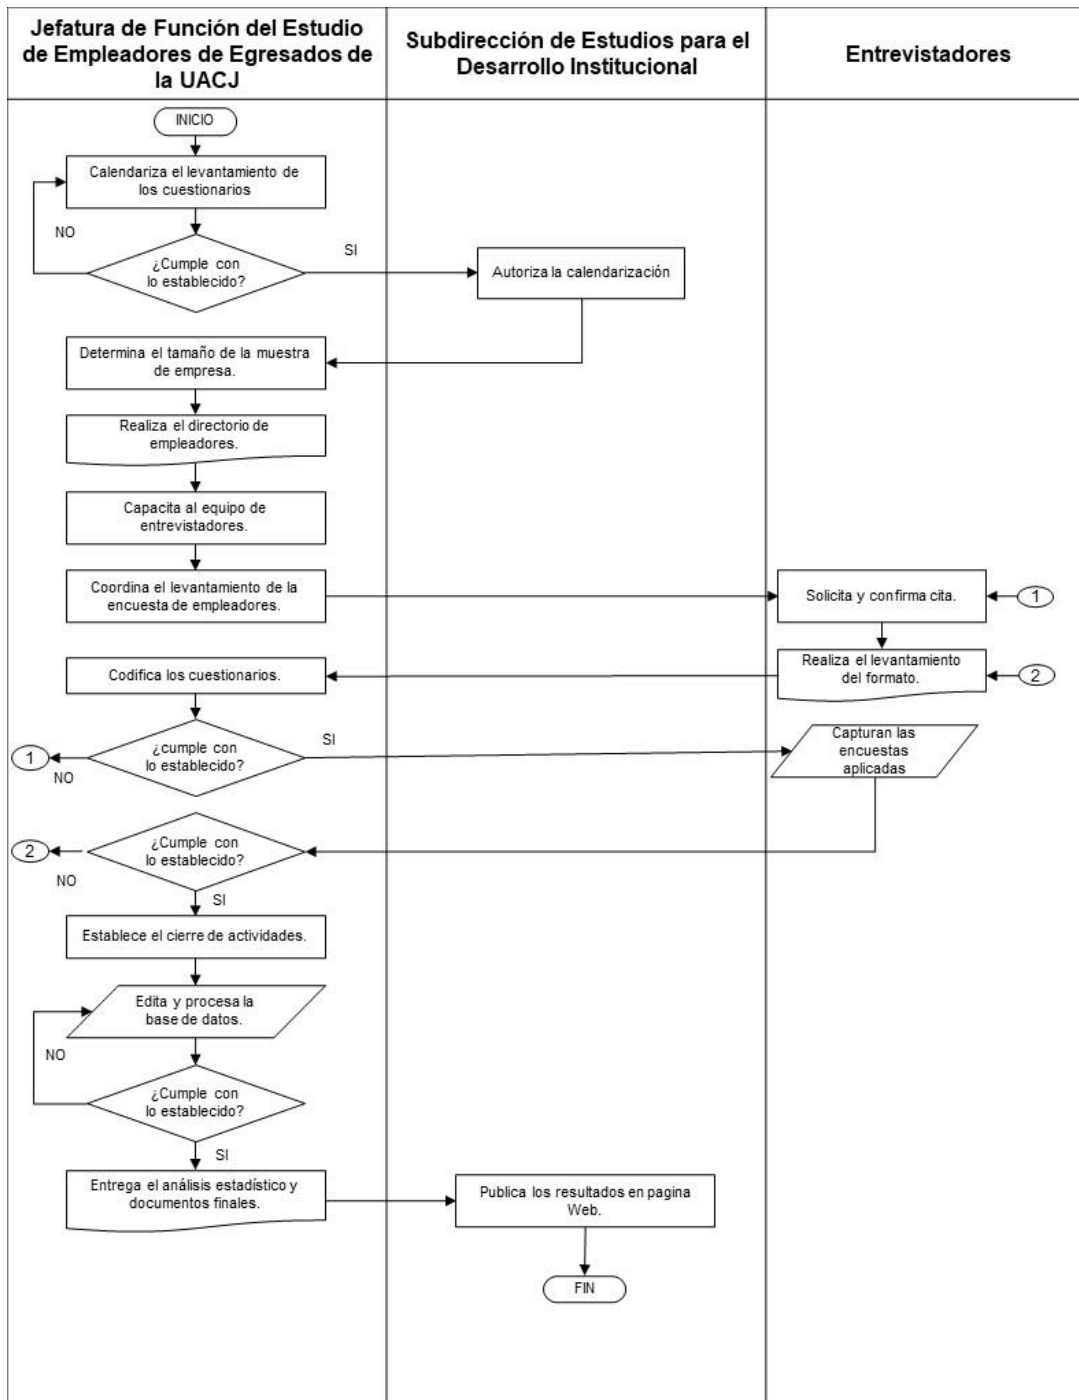 Jefatura de Función del Estudio
de Empleadores de Egresados de
la UACJ
Subdirección de Estudios para el
Desarrollo Institucional
Entrevistadores
INICIO
Calendariza el levantamiento de
los cuestionarios
NO
¿Cumple con
lo establecido?
SI
Autoriza la calendarización
Determina el tamaño de la muestra
de empresa.
Realiza el directorio de
empleadores.
Capacita al equipo de
entrevistadores.
Coordina el levantamiento de la
encuesta de empleadores.
Solicita y confirma cita.
1
Realiza el levantamiento
del formato.
2
Codifica los cuestionarios.
¿cumple con
lo establecido?
SI
1
NO
Capturan las
encuestas
aplicadas
¿Cumple con
lo establecido?
2
NO
SI
Establece el cierre de actividades.
Edita y procesa la
base de datos.
NO
¿Cumple con
lo establecido?
SI
Entrega el análisis estadístico y
documentos finales.
Publica los resultados en pagina
Web.
FIN